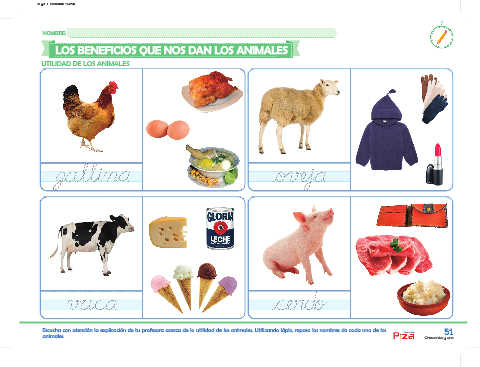 NOMBRE:
LOS BENEFICIOS QUE NOS DAN LOS ANIMALES
UTILIDAD DE LOS ANIMALES
gallina
oveja
GLORIA
LECHE
vaca
cerdo
Escucha con atención la explicación de tu profesora acerca de la utilidad de los animales. Utilizando lápiz, repasa los nombres de cada uno de los
animales.
51